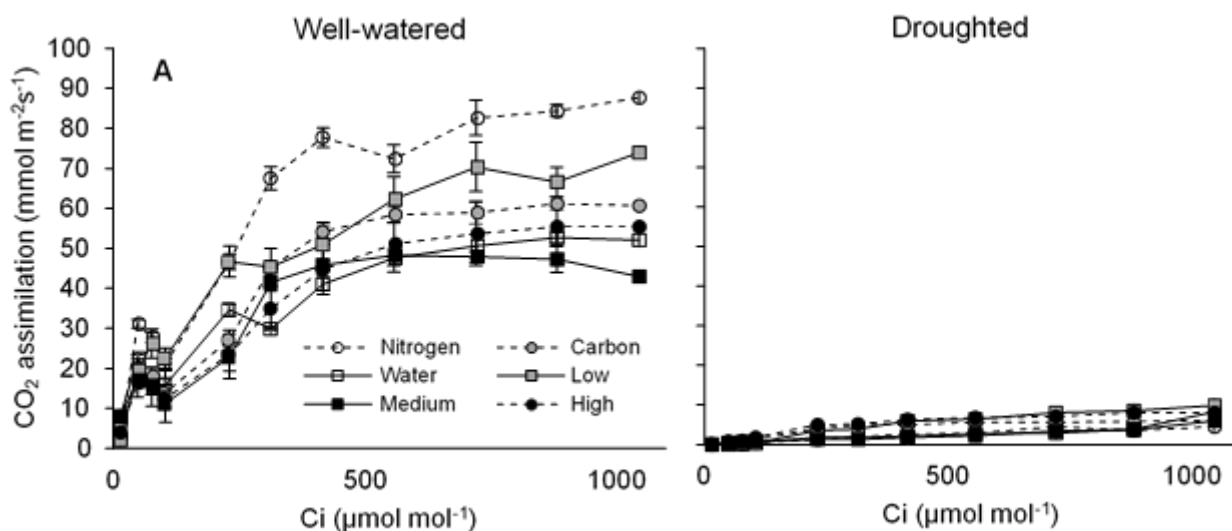 Well-watered
Droughted
A
CO₂ assimilation (mmol m⁻²s⁻¹)
100
90
80
70
60
50
40
30
20
10
0
Nitrogen
Carbon
Water
Low
Medium
High
0
500
1000
0
500
1000
Ci (µmol mol⁻¹)
Ci (µmol mol⁻¹)